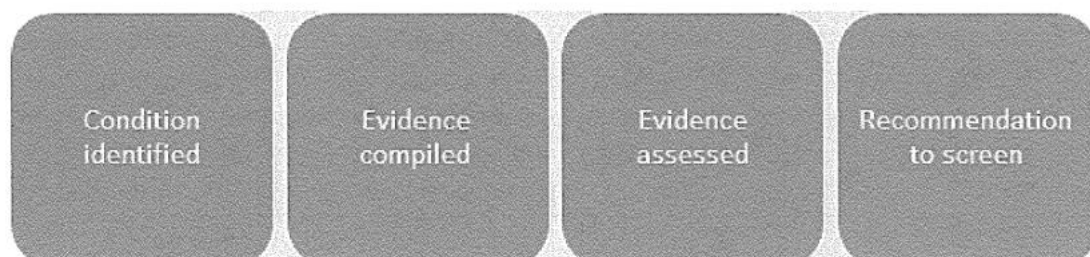 Condition
identified
Evidence
compiled
Evidence
assessed
Recommendation
to screen